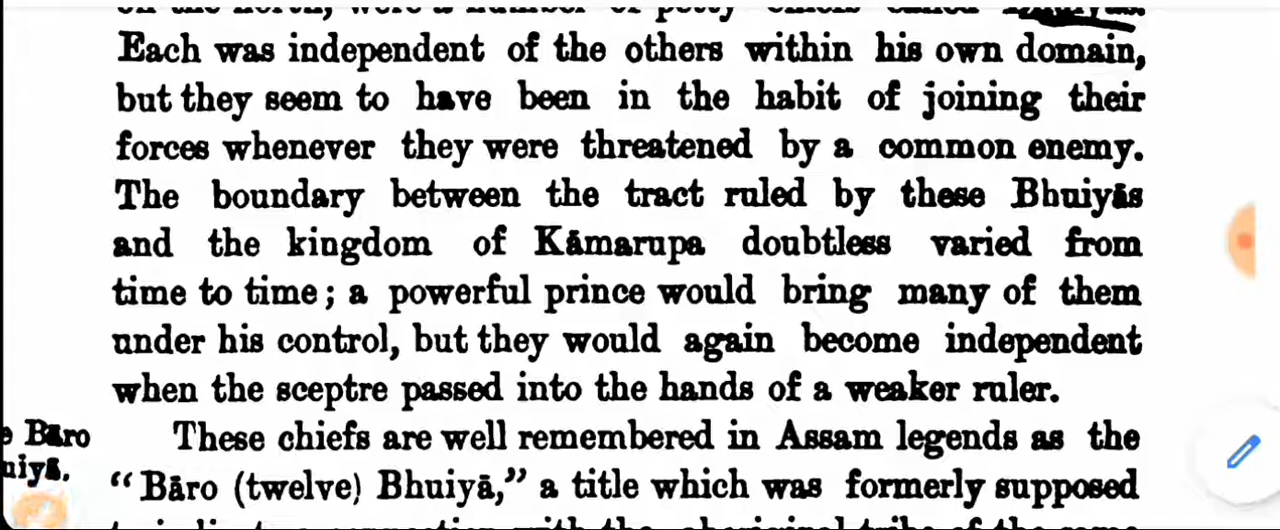 Each was independent of the others within his own domain,
but they seem to have been in the habit of joining their
forces whenever they were threatened by a common enemy.
The boundary between the tract ruled by these Bhuiyās
and the kingdom of Kāmarupa doubtless varied from
time to time; a powerful prince would bring many of them
under his control, but they would again become independent
when the sceptre passed into the hands of a weaker ruler.
Bāro
These chiefs are well remembered in Assam legends as the
“Bāro (twelve) Bhuiyā,” a title which was formerly supposed